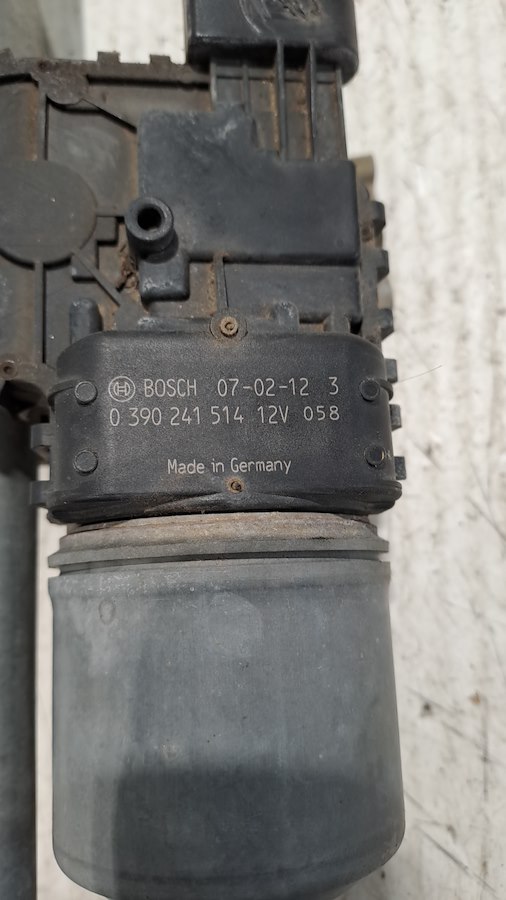 BOSCH 07-02-12 3
0 390 241 514 12V 058
Made in Germany